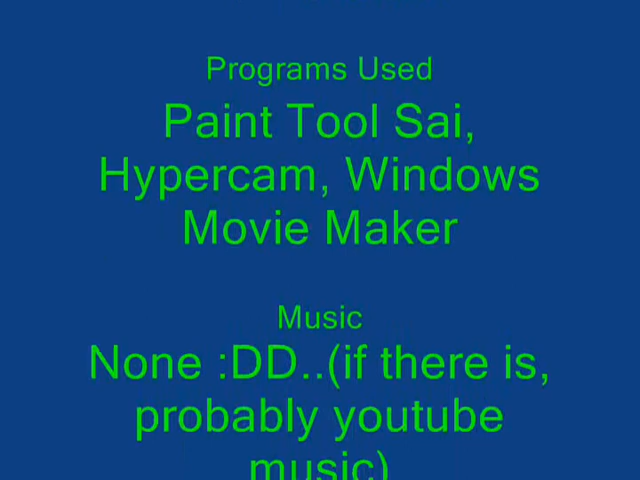 Programs Used
Paint Tool Sai,
Hypercam, Windows
Movie Maker
Music
None :DD..(if there is,
probably youtube
music)